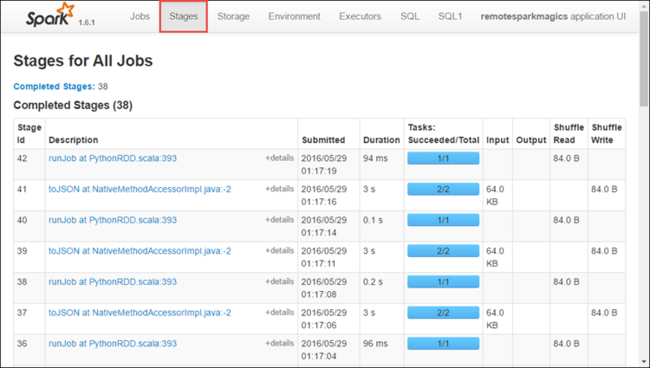 Spark 1.6.1 Jobs Stages Storage Environment Executors SQL SQL1 remotesparkmagics application UI
Stages for All Jobs
Completed Stages: 38
Completed Stages (38)
Stage Id Description Submitted Duration Tasks: Succeeded/Total Input Output Shuffle Read Shuffle Write
42 runJob at PythonRDD.scala:393 +details 2016/05/29 01:17:19 94 ms 1/1 84.0 B
41 toJSON at NativeMethodAccessorImpl.java:-2 +details 2016/05/29 01:17:16 3 s 2/2 64.0 KB 84.0 B
40 runJob at PythonRDD.scala:393 +details 2016/05/29 01:17:14 0.1 s 1/1 84.0 B
39 toJSON at NativeMethodAccessorImpl.java:-2 +details 2016/05/29 01:17:11 3 s 2/2 64.0 KB 84.0 B
38 runJob at PythonRDD.scala:393 +details 2016/05/29 01:17:08 0.2 s 1/1 84.0 B
37 toJSON at NativeMethodAccessorImpl.java:-2 +details 2016/05/29 01:17:06 3 s 2/2 64.0 KB 84.0 B
36 runJob at PythonRDD.scala:393 +details 2016/05/29 01:17:04 96 ms 1/1 84.0 B